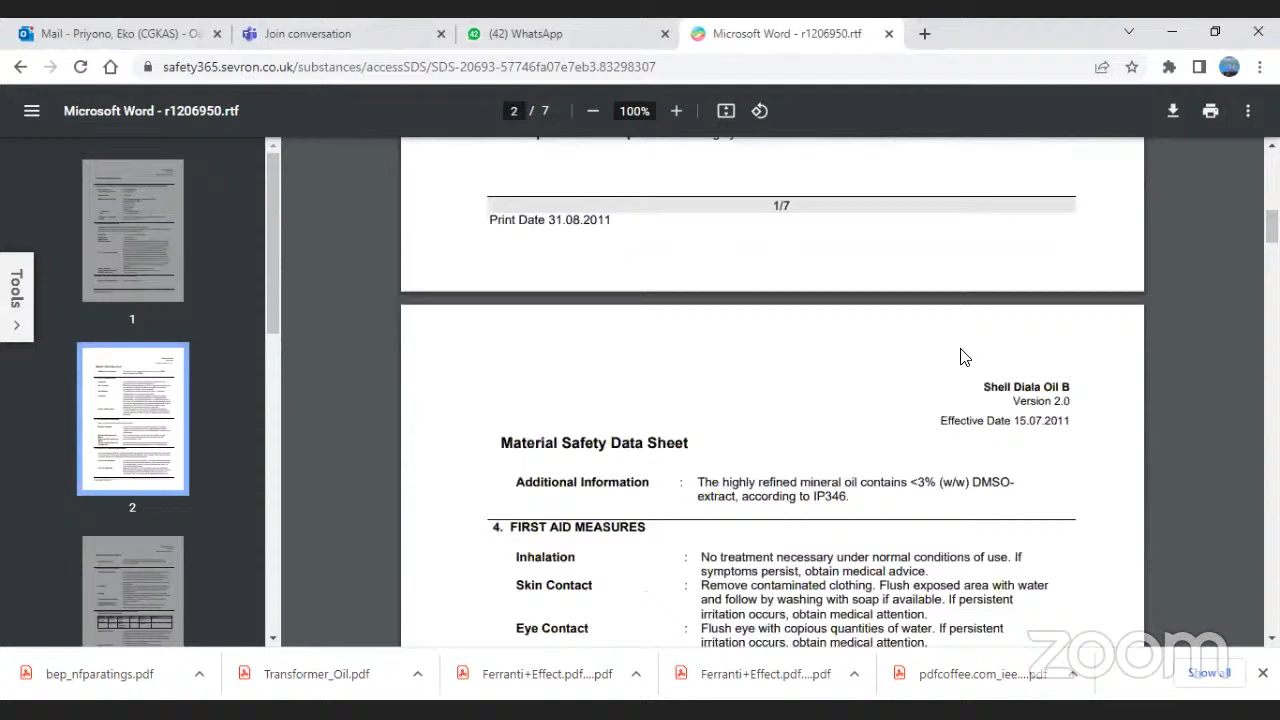 Mail - Priyono, Eko (CGKAS) - Ou
Join conversation
42
(42) WhatsApp
Microsoft Word - r1206950.rtf
safety365.sevron.co.uk/substances/accessSDS/SDS-20693-57746fa07e7eb3.83298307
Microsoft Word - r1206950.rtf
2 / 7
100%
Tools
1
2
1/7
Print Date 31.08.2011
Shell Diala Oil B
Version 2.0
Effective Date 15.07.2011
Material Safety Data Sheet
Additional Information : The highly refined mineral oil contains <3% (w/w) DMSO-
extract, according to IP346.
4. FIRST AID MEASURES
Inhalation : No treatment necessary under normal conditions of use. If
symptoms persist, obtain medical advice.
Skin Contact : Remove contaminated clothing. Flush exposed area with water
and follow by washing with soap if available. If persistent
irritation occurs, obtain medical attention.
Eye Contact : Flush eye with copious quantities of water. If persistent
irritation occurs, obtain medical attention.
zoom
bep_nfparatings.pdf
Transformer_Oil.pdf
Ferranti+Effect.pdf....pdf
Ferranti+Effect.pdf....pdf
pdfcoffee.com_iee....pdf
Show all